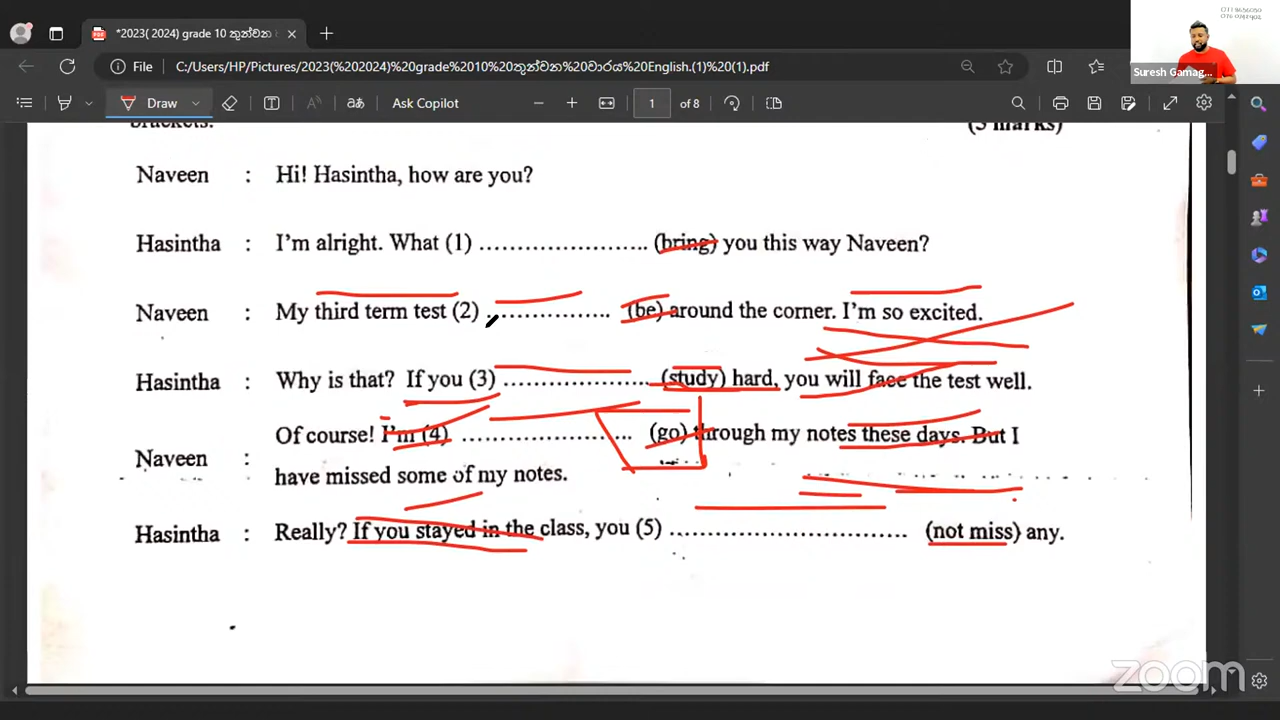 *2023( 2024) grade 10 තුන්වන
File
C:/Users/HP/Pictures/2023(%202024)%20grade%2010%20තුන්වන%20වාරය%20English.(1)%20(1).pdf
Suresh Gamag...
Draw
aあ
Ask Copilot
1 of 8
brackets.
(5 marks)
Naveen : Hi! Hasintha, how are you?
Hasintha : I'm alright. What (1) ........................... (bring) you this way Naveen?
Naveen : My third term test (2) ..................... (be) around the corner. I'm so excited.
Hasintha : Why is that? If you (3) ........................ (study) hard, you will face the test well.
Of course! I'm (4) ............................ (go) through my notes these days. But I
Naveen :
have missed some of my notes.
Hasintha : Really? If you stayed in the class, you (5) ....................................... (not miss) any.
zoom